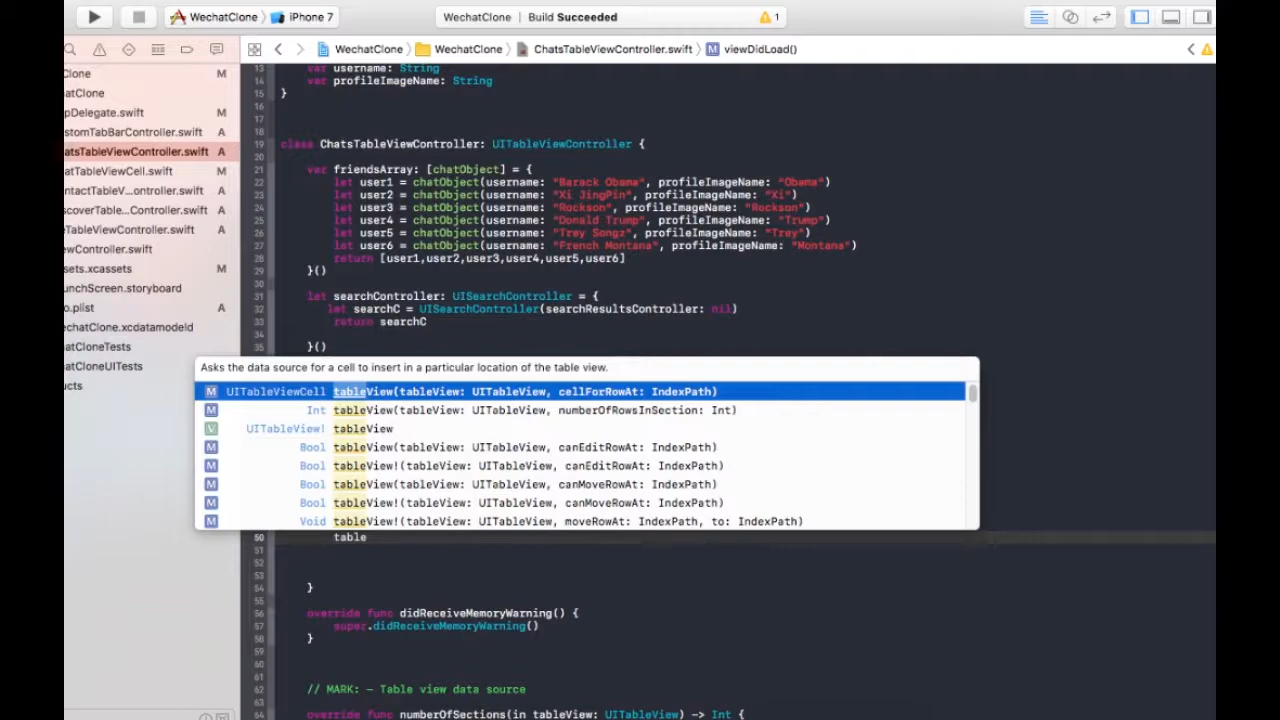 WechatClone iPhone 7 WechatClone | Build Succeeded 1
WechatClone WechatClone ChatsTableViewController.swift M viewDidLoad()
Clone M
hatClone
pDelegate.swift M
stomTabBarController.swift A
atsTableViewController.swift A
atTableViewCell.swift M
ntactTableV...ontroller.swift A
scoverTable...Controller.swift A
eTableViewController.swift A
ewController.swift
sets.xcassets M
unchScreen.storyboard
o.plist A
echatClone.xcdatamodeld
hatCloneTests
hatCloneUITests
ucts
13 var username: String
14 var profileImageName: String
15 }
16
17
18
19 class ChatsTableViewController: UITableViewController {
20
21 var friendsArray: [chatObject] = {
22 let user1 = chatObject(username: "Barack Obama", profileImageName: "Obama")
23 let user2 = chatObject(username: "Xi JingPin", profileImageName: "Xi")
24 let user3 = chatObject(username: "Rockson", profileImageName: "Rockson")
25 let user4 = chatObject(username: "Donald Trump", profileImageName: "Trump")
26 let user5 = chatObject(username: "Trey Songz", profileImageName: "Trey")
27 let user6 = chatObject(username: "French Montana", profileImageName: "Montana")
28 return [user1,user2,user3,user4,user5,user6]
29 }()
30
31 let searchController: UISearchController = {
32 let searchC = UISearchController(searchResultsController: nil)
33 return searchC
34
35 }()
Asks the data source for a cell to insert in a particular location of the table view.
M UITableViewCell tableView(tableView: UITableView, cellForRowAt: IndexPath)
M Int tableView(tableView: UITableView, numberOfRowsInSection: Int)
V UITableView! tableView
M Bool tableView(tableView: UITableView, canEditRowAt: IndexPath)
M Bool tableView!(tableView: UITableView, canEditRowAt: IndexPath)
M Bool tableView(tableView: UITableView, canMoveRowAt: IndexPath)
M Bool tableView!(tableView: UITableView, canMoveRowAt: IndexPath)
M Void tableView!(tableView: UITableView, moveRowAt: IndexPath, to: IndexPath)
50 table
51
52
53
54 }
55
56 override func didReceiveMemoryWarning() {
57 super.didReceiveMemoryWarning()
58 }
59
60
61
62 // MARK: - Table view data source
63
64 override func numberOfSections(in tableView: UITableView) -> Int {